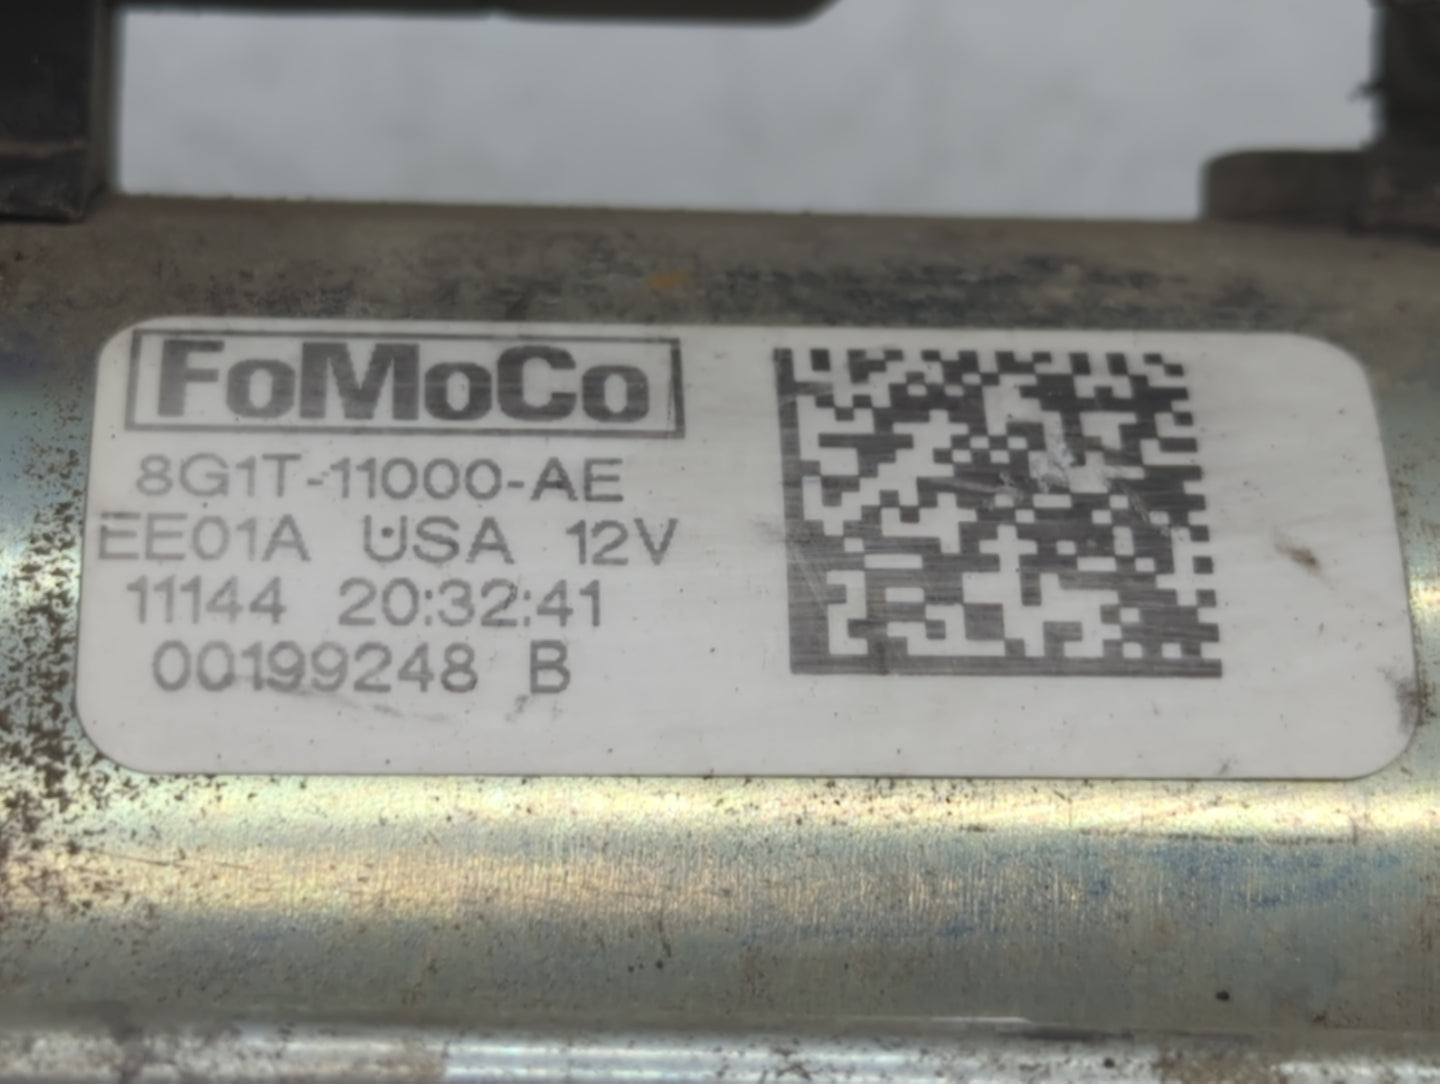 FoMoCo
8G1T-11000-AE
EE01A USA 12V
11144 20:32:41
00199248 B